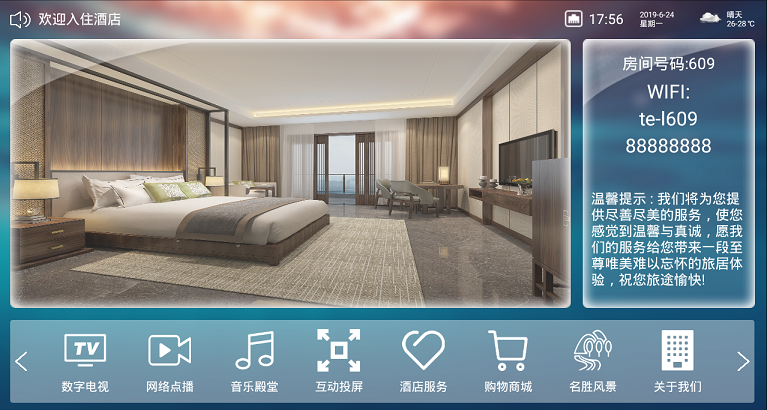 欢迎入住酒店
17:56
2019-6-24
星期一
晴天
26-28℃
房间号码:609
WIFI:
te-l609
88888888
温馨提示 : 我们将为您提
供尽善尽美的服务，使您
感觉到温馨与真诚，愿我
们的服务给您带来一段至
尊唯美难以忘怀的旅居体
验，祝您旅途愉快!
TV
数字电视
网络点播
音乐殿堂
互动投屏
酒店服务
购物商城
名胜风景
关于我们